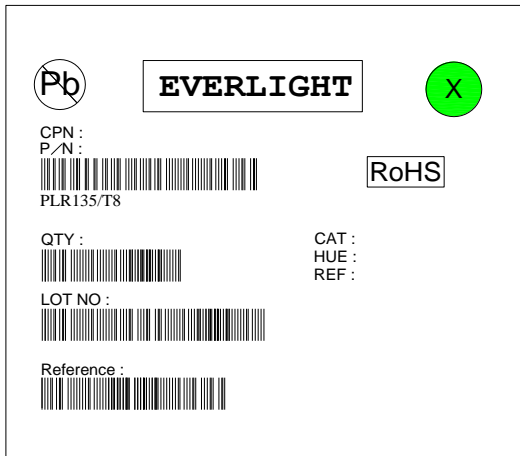 Pb
EVERLIGHT
X
CPN :
P/N :
RoHS
PLR135/T8
QTY :
CAT :
HUE :
REF :
LOT NO :
Reference :